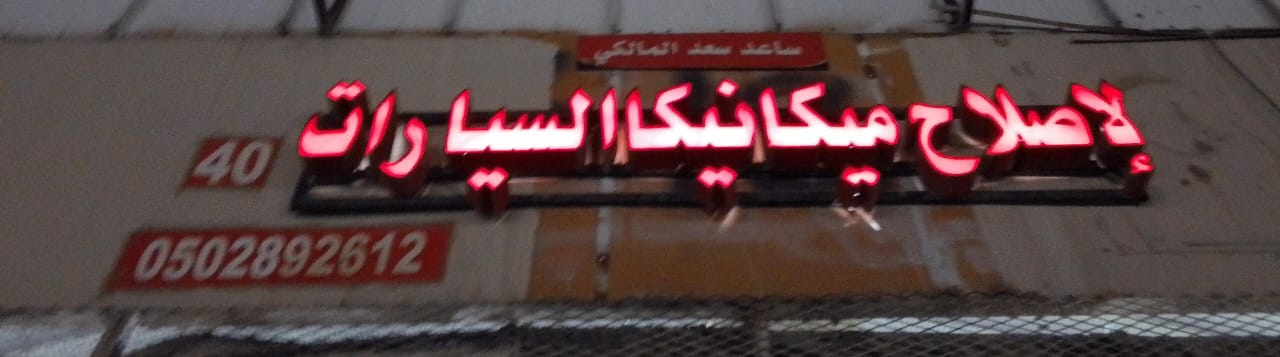 ساعد سعد المالكي
لإصلاح ميكانيكا السيارات
40
0502892612